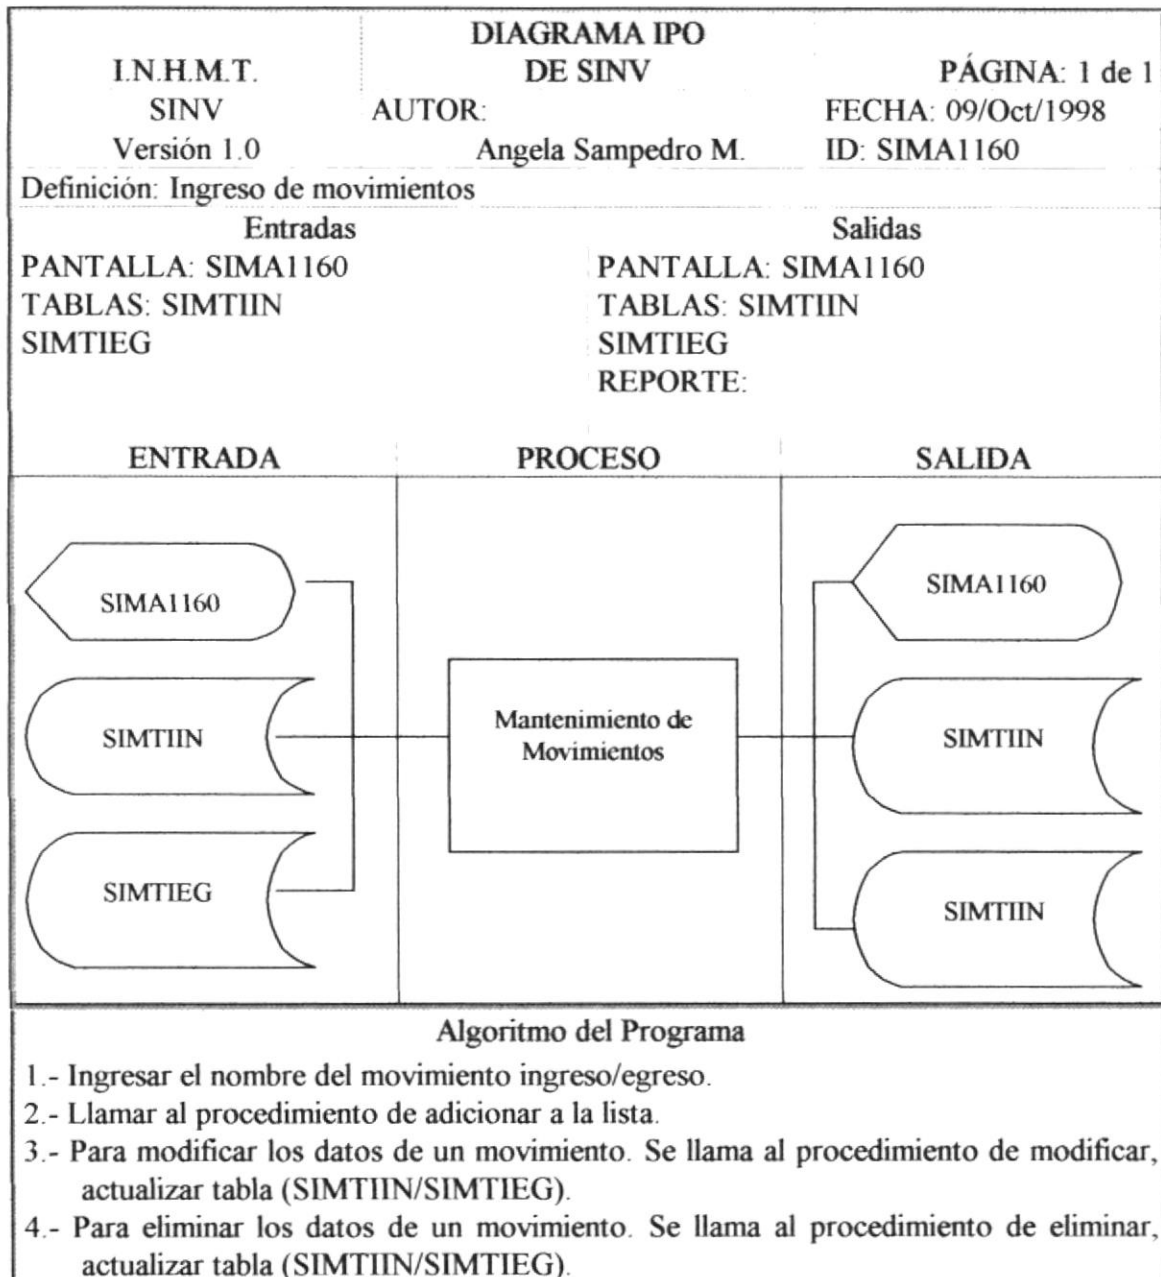 DIAGRAMA IPO
I.N.H.M.T. DE SINV PÁGINA: 1 de 1
SINV AUTOR: FECHA: 09/Oct/1998
Versión 1.0 Angela Sampedro M. ID: SIMA1160
Definición: Ingreso de movimientos
Entradas Salidas
PANTALLA: SIMA1160 PANTALLA: SIMA1160
TABLAS: SIMTIIN TABLAS: SIMTIIN
SIMTIEG SIMTIEG
REPORTE:
ENTRADA PROCESO SALIDA
SIMA1160
SIMTIIN
SIMTIEG
Mantenimiento de
Movimientos
SIMA1160
SIMTIIN
SIMTIIN
Algoritmo del Programa
1.- Ingresar el nombre del movimiento ingreso/egreso.
2.- Llamar al procedimiento de adicionar a la lista.
3.- Para modificar los datos de un movimiento. Se llama al procedimiento de modificar,
actualizar tabla (SIMTIIN/SIMTIEG).
4.- Para eliminar los datos de un movimiento. Se llama al procedimiento de eliminar,
actualizar tabla (SIMTIIN/SIMTIEG).